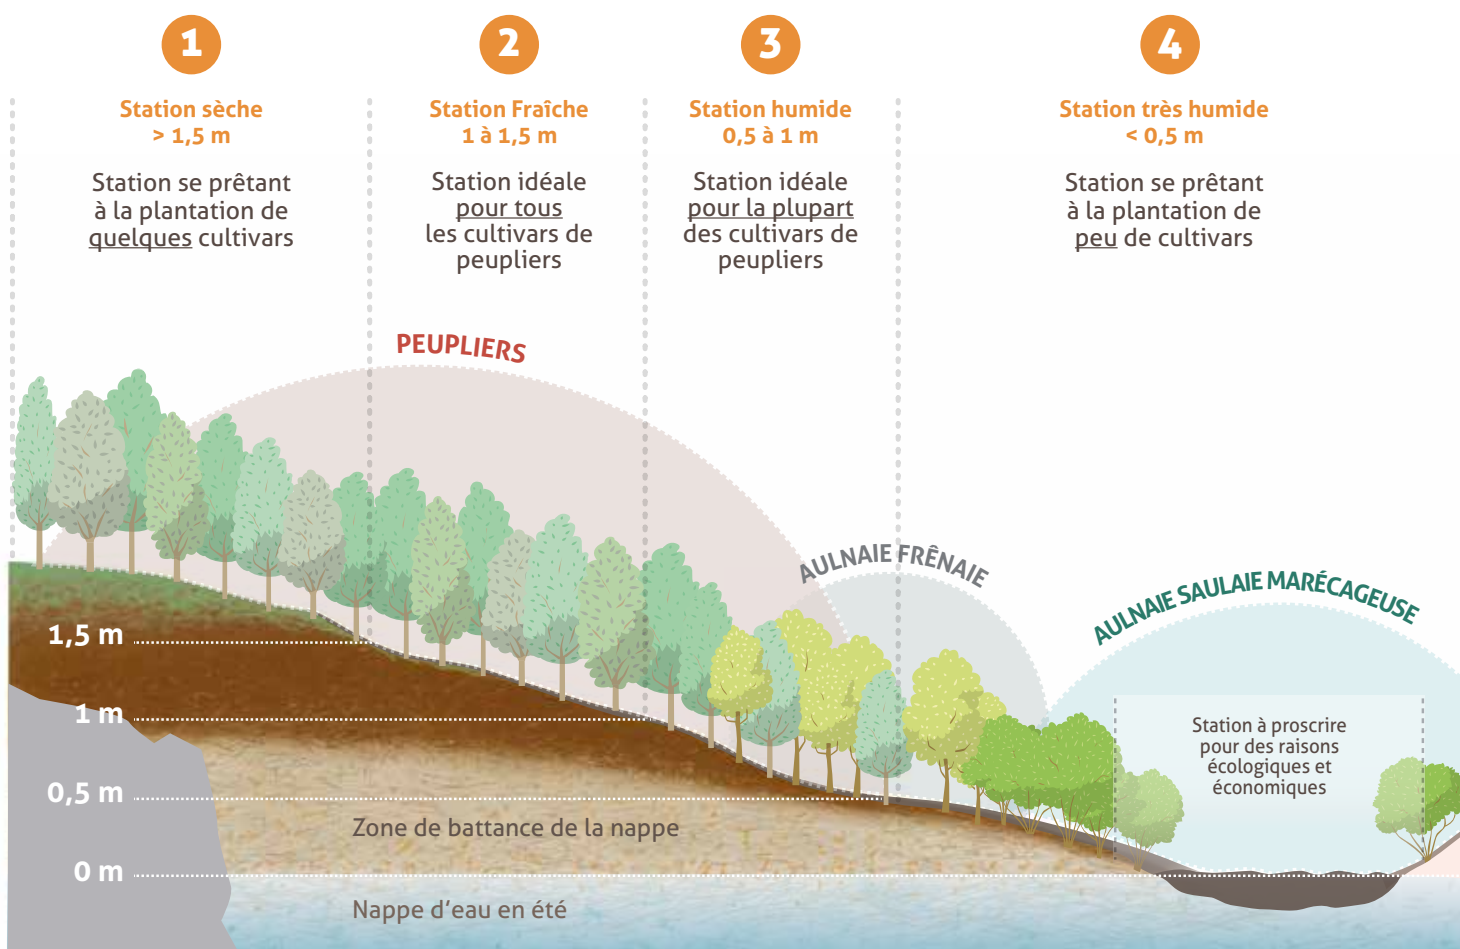 1
Station sèche
> 1,5 m
Station se prêtant
à la plantation de
quelques cultivars
2
Station Fraîche
1 à 1,5 m
Station idéale
pour tous
les cultivars de
peupliers
3
Station humide
0,5 à 1 m
Station idéale
pour la plupart
des cultivars de
peupliers
4
Station très humide
< 0,5 m
Station se prêtant
à la plantation de
peu de cultivars
PEUPLIERS
AULNAIE FRÊNAIE
AULNAIE SAULAIE MARÉCAGEUSE
Station à proscrire
pour des raisons
écologiques et
économiques
1,5 m
1 m
0,5 m
0 m
Zone de battance de la nappe
Nappe d'eau en été